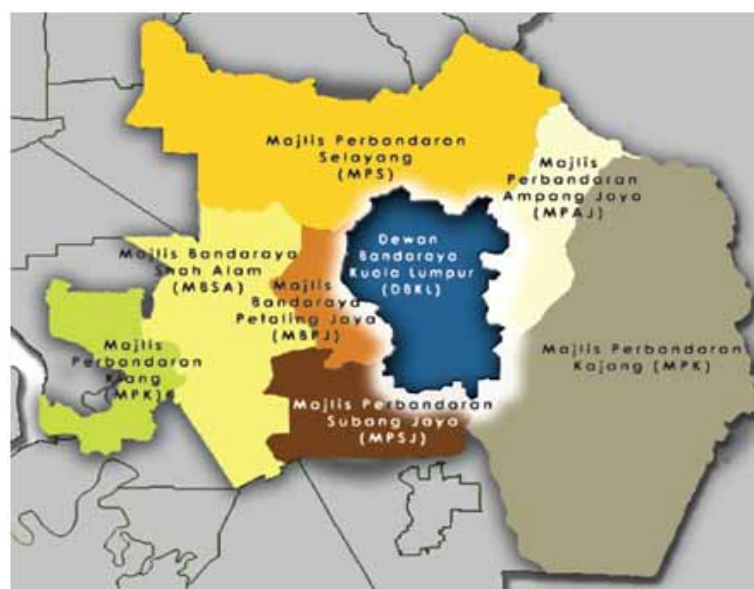 Majlis Perbandaran
Selayang
(MPS)
Majlis
Perbandaran
Ampang Jaya
(MPAJ)
Dewan
Bandaraya
Kuala Lumpur
(DBKL)
Majlis Bandaraya
Shah Alam
(MBSA)
Majlis
Bandaraya
Petaling Jaya
(MBPJ)
Majlis
Perbandaran
Klang
(MPK)
Majlis Perbandaran
Kajang (MPK)
Majlis Perbandaran
Subang Jaya
(MPSJ)